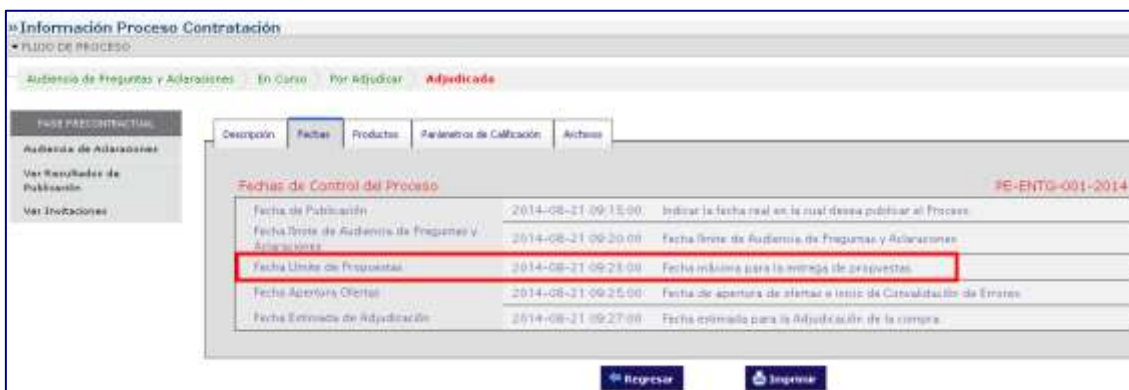 »Información Proceso Contratación
▾ FLUJO DE PROCESO
Audiencia de Preguntas y Aclaraciones En Curso Por Adjudicar Adjudicada
FASE PRECONTRACTUAL
Audiencia de Aclaraciones
Ver Resultados de
Publicación
Ver Invitaciones
Descripción Fechas Productos Parámetros de Calificación Archivos
Fechas de Control del Proceso PE-ENTG-001-2014
Fecha de Publicación 2014-08-21 09:15:00 Indicar la fecha real en la cual desea publicar el Proceso
Fecha límite de Audiencia de Preguntas y
Aclaraciones 2014-08-21 09:20:00 Fecha límite de Audiencia de Preguntas y Aclaraciones
Fecha Límite de Propuestas 2014-08-21 Fecha máxima para la entrega de propuestas.
Fecha Apertura Ofertas 2014-08-21 09:25:00 Fecha de apertura de ofertas e inicio de Convalidación de Errores
Fecha Estimada de Adjudicación 2014-08-21 09:27:00 Fecha estimada para la Adjudicación de la compra.
Regresar Imprimir